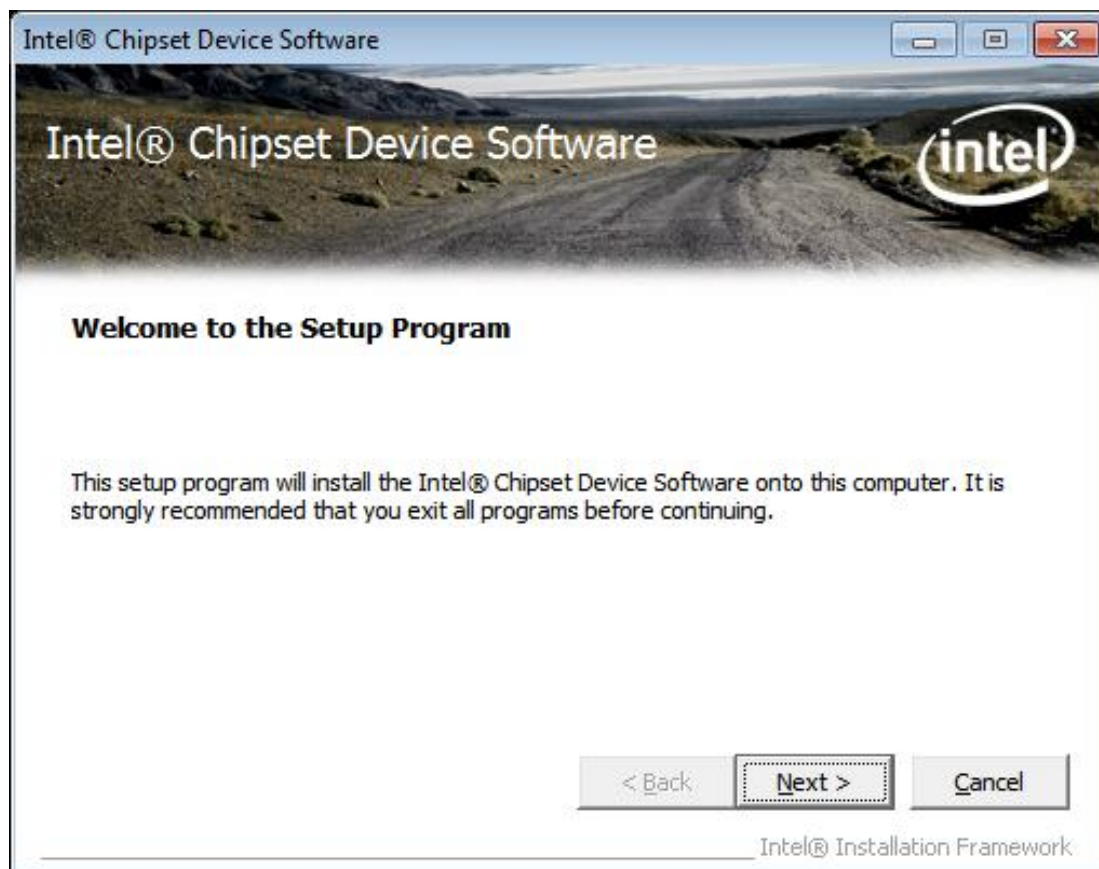 Intel® Chipset Device Software
Intel® Chipset Device Software
intel
Welcome to the Setup Program
This setup program will install the Intel® Chipset Device Software onto this computer. It is
strongly recommended that you exit all programs before continuing.
< Back Next > Cancel
Intel® Installation Framework